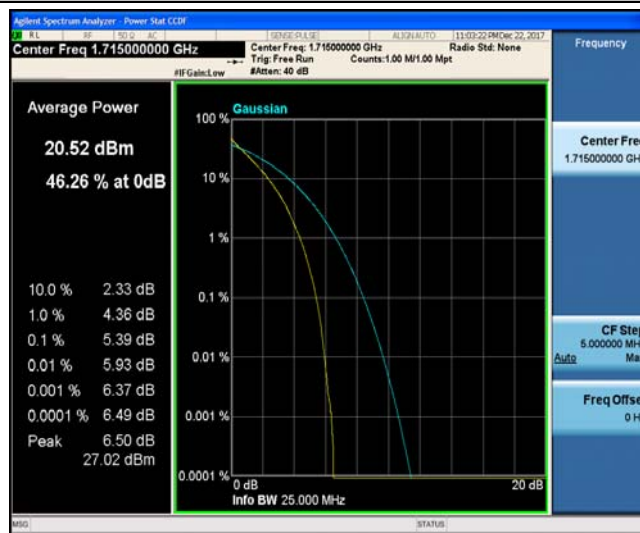 Agilent Spectrum Analyzer - Power Stat CCDF
RL RF 50 Ω AC SENSE:PULSE ALIGN AUTO 11:03:22 PM Dec 22, 2017
Center Freq 1.715000000 GHz
Center Freq: 1.715000000 GHz Radio Std: None
Trig: Free Run Counts:1.00 M/1.00 Mpt
#IFGain:Low #Atten: 40 dB
Frequency
Average Power
20.52 dBm
46.26 % at 0dB
10.0 % 2.33 dB
1.0 % 4.36 dB
0.1 % 5.39 dB
0.01 % 5.93 dB
0.001 % 6.37 dB
0.0001 % 6.49 dB
Peak 6.50 dB
27.02 dBm
Gaussian
100 %
10 %
1 %
0.1 %
0.01 %
0.001 %
0.0001 %
0 dB 20 dB
Info BW 25.000 MHz
Center Fre
1.715000000 GH
CF Step
5.000000 MH
Auto Ma
Freq Offse
0 H
MSG STATUS